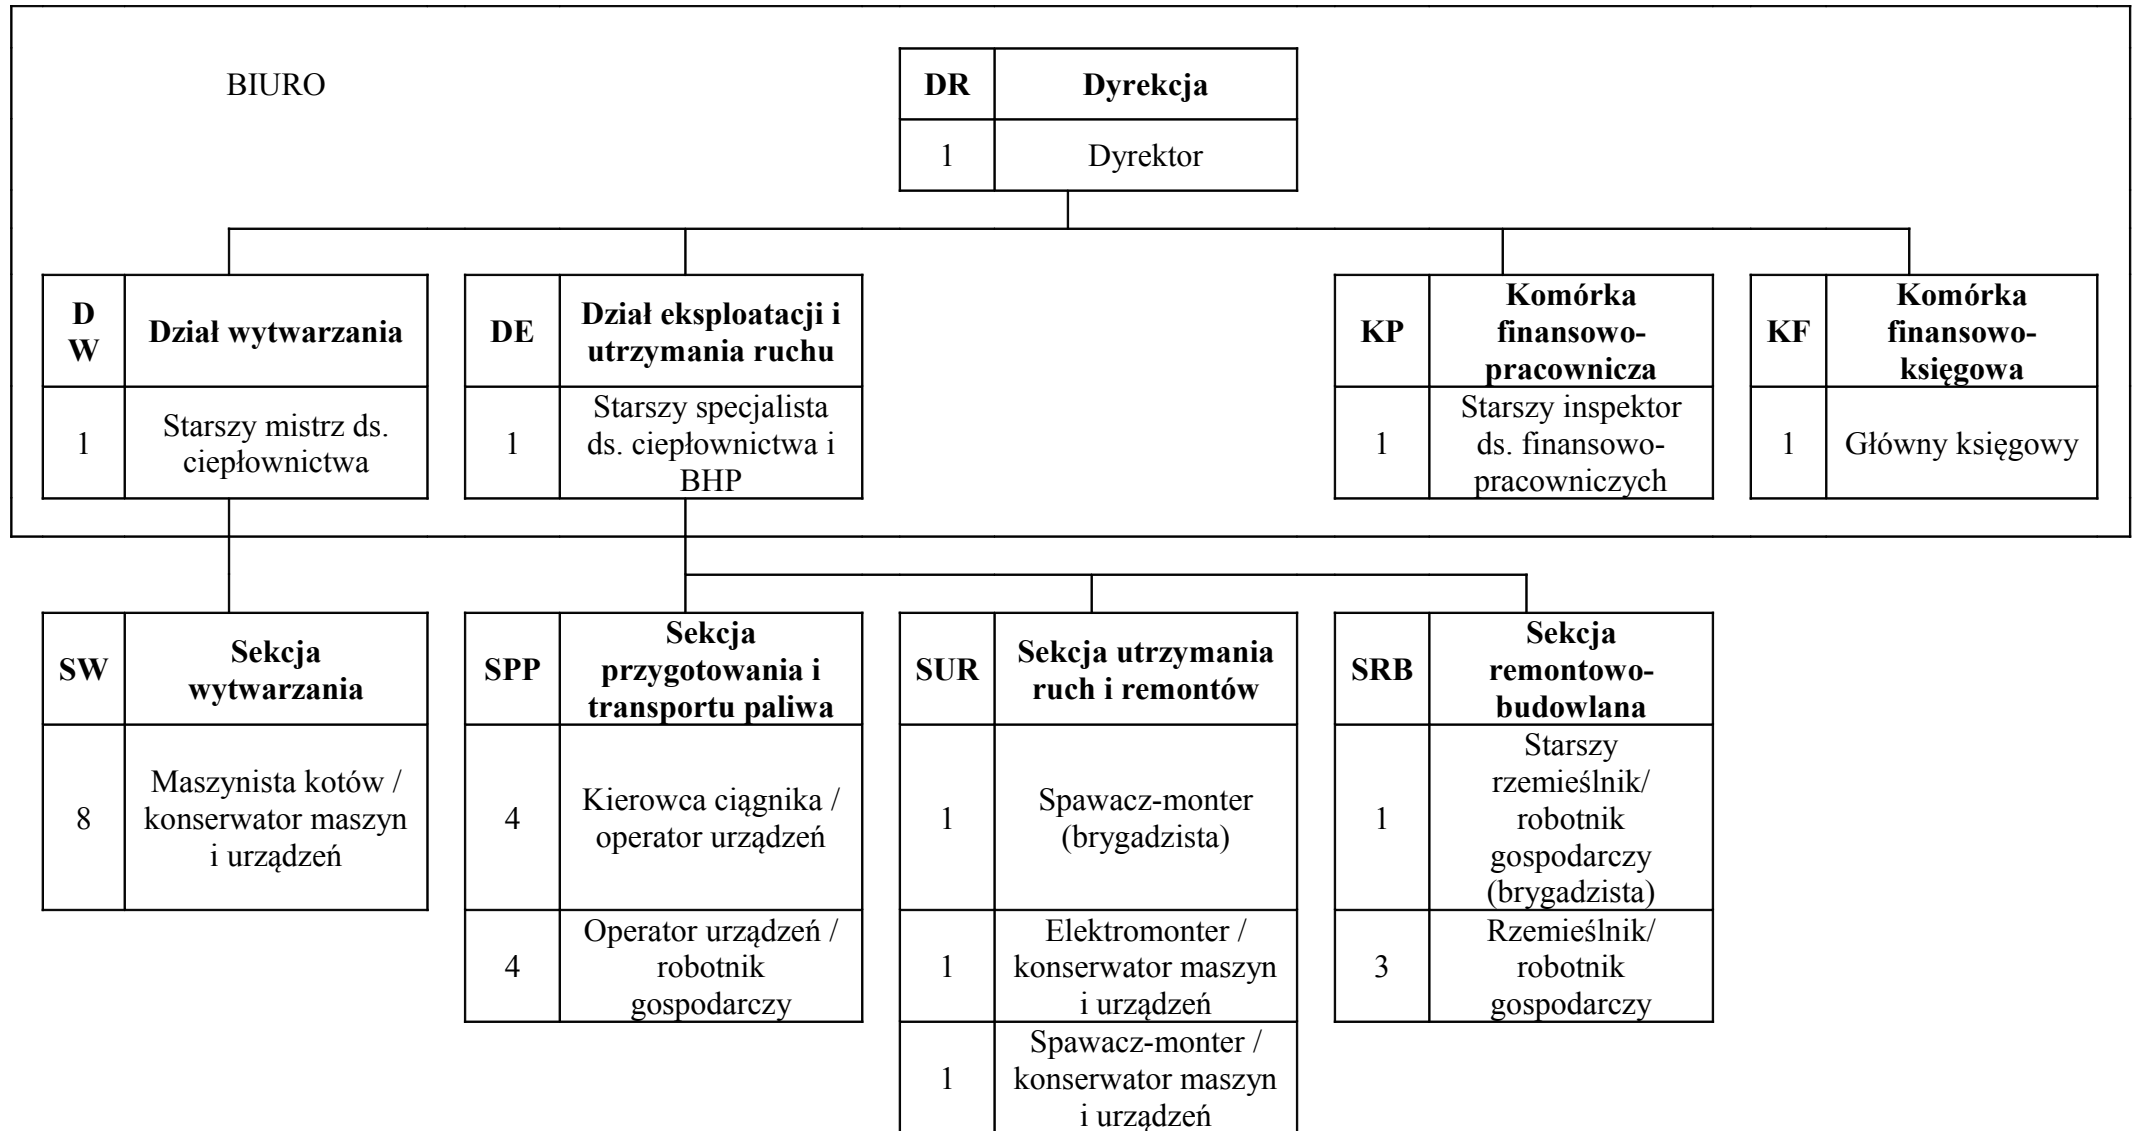 BIURO
DR
Dyrekcja
1
Dyrektor
D
W
Dział wytwarzania
1
Starszy mistrz ds.
ciepłownictwa
DE
Dział eksploatacji i
utrzymania ruchu
1
Starszy specjalista
ds. ciepłownictwa i
BHP
KP
Komórka
finansowo-
pracownicza
1
Starszy inspektor
ds. finansowo-
pracowniczych
KF
Komórka
finansowo-
księgowa
1
Główny księgowy
SW
Sekcja
wytwarzania
8
Maszynista kotów /
konserwator maszyn
i urządzeń
SPP
Sekcja
przygotowania i
transportu paliwa
4
Kierowca ciągnika /
operator urządzeń
4
Operator urządzeń /
robotnik
gospodarczy
SUR
Sekcja utrzymania
ruch i remontów
1
Spawacz-monter
(brygadzista)
1
Elektromonter /
konserwator maszyn
i urządzeń
1
Spawacz-monter /
konserwator maszyn
i urządzeń
SRB
Sekcja
remontowo-
budowlana
1
Starszy
rzemieślnik/
robotnik
gospodarczy
(brygadzista)
3
Rzemieślnik/
robotnik
gospodarczy